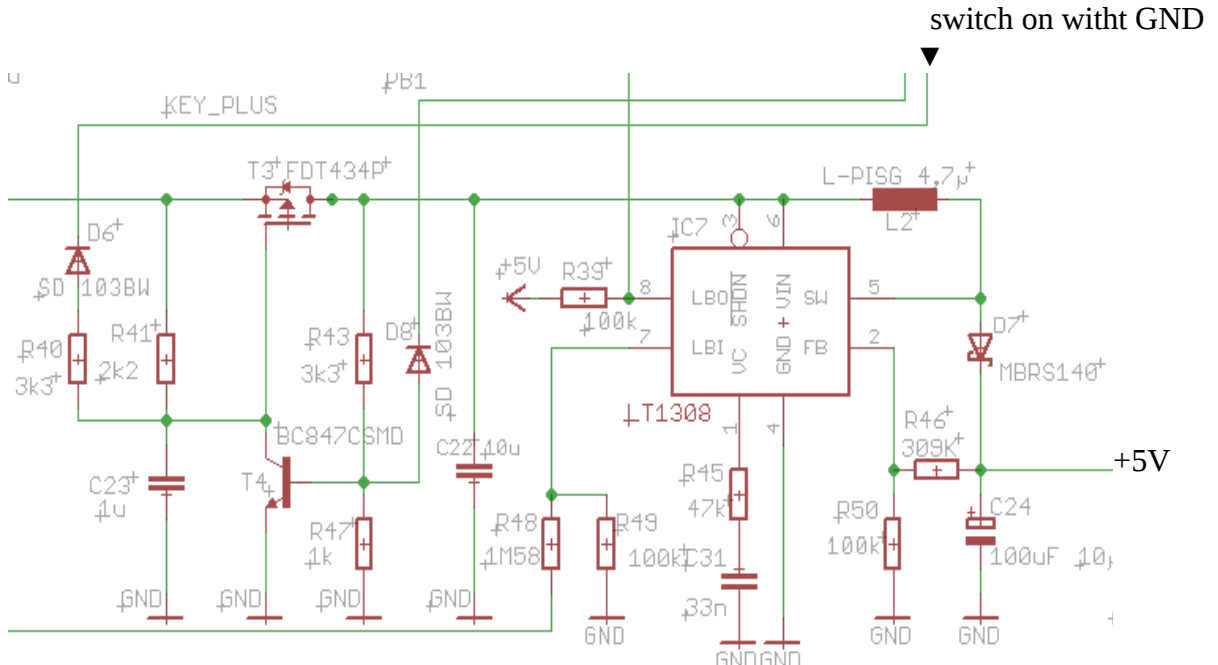 switch on witht GND
▼
PB1
KEY_PLUS
T3 FDT434P
L-PISG 4,7µ
L2
D6
SD 103BW
IC7
3
6
+5V
R39
100k
8
LBO
SHDN
+VIN
SW
5
7
LBI
VC
GND
FB
2
LT1308
1
4
D7
MBRS140
R40
3k3
R41
2k2
R43
3k3
D8
SD 103BW
BC847CSMD
T4
C22
10u
C23
1u
R47
1k
R48
1M58
R49
100k
R45
47k
C31
33n
R46
309K
+5V
R50
100k
C24
100uF
10µ
GND
GND
GND
GND
GND
GND
GND
GND
GND